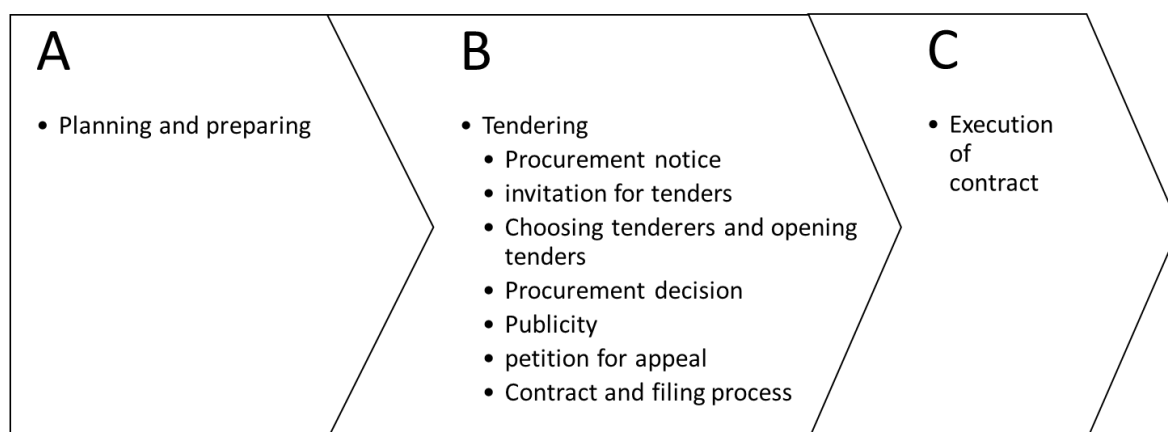 A
• Planning and preparing
B
• Tendering
• Procurement notice
• invitation for tenders
• Choosing tenderers and opening
tenders
• Procurement decision
• Publicity
• petition for appeal
• Contract and filing process
C
• Execution
of
contract